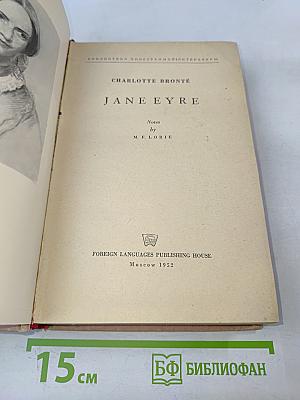 CHARLOTTE BRONTË
JANE EYRE
Notes
by
M. F. LORIE
FOREIGN LANGUAGES PUBLISHING HOUSE
Moscow 1952
15 см
БФ БИБЛИОФАН